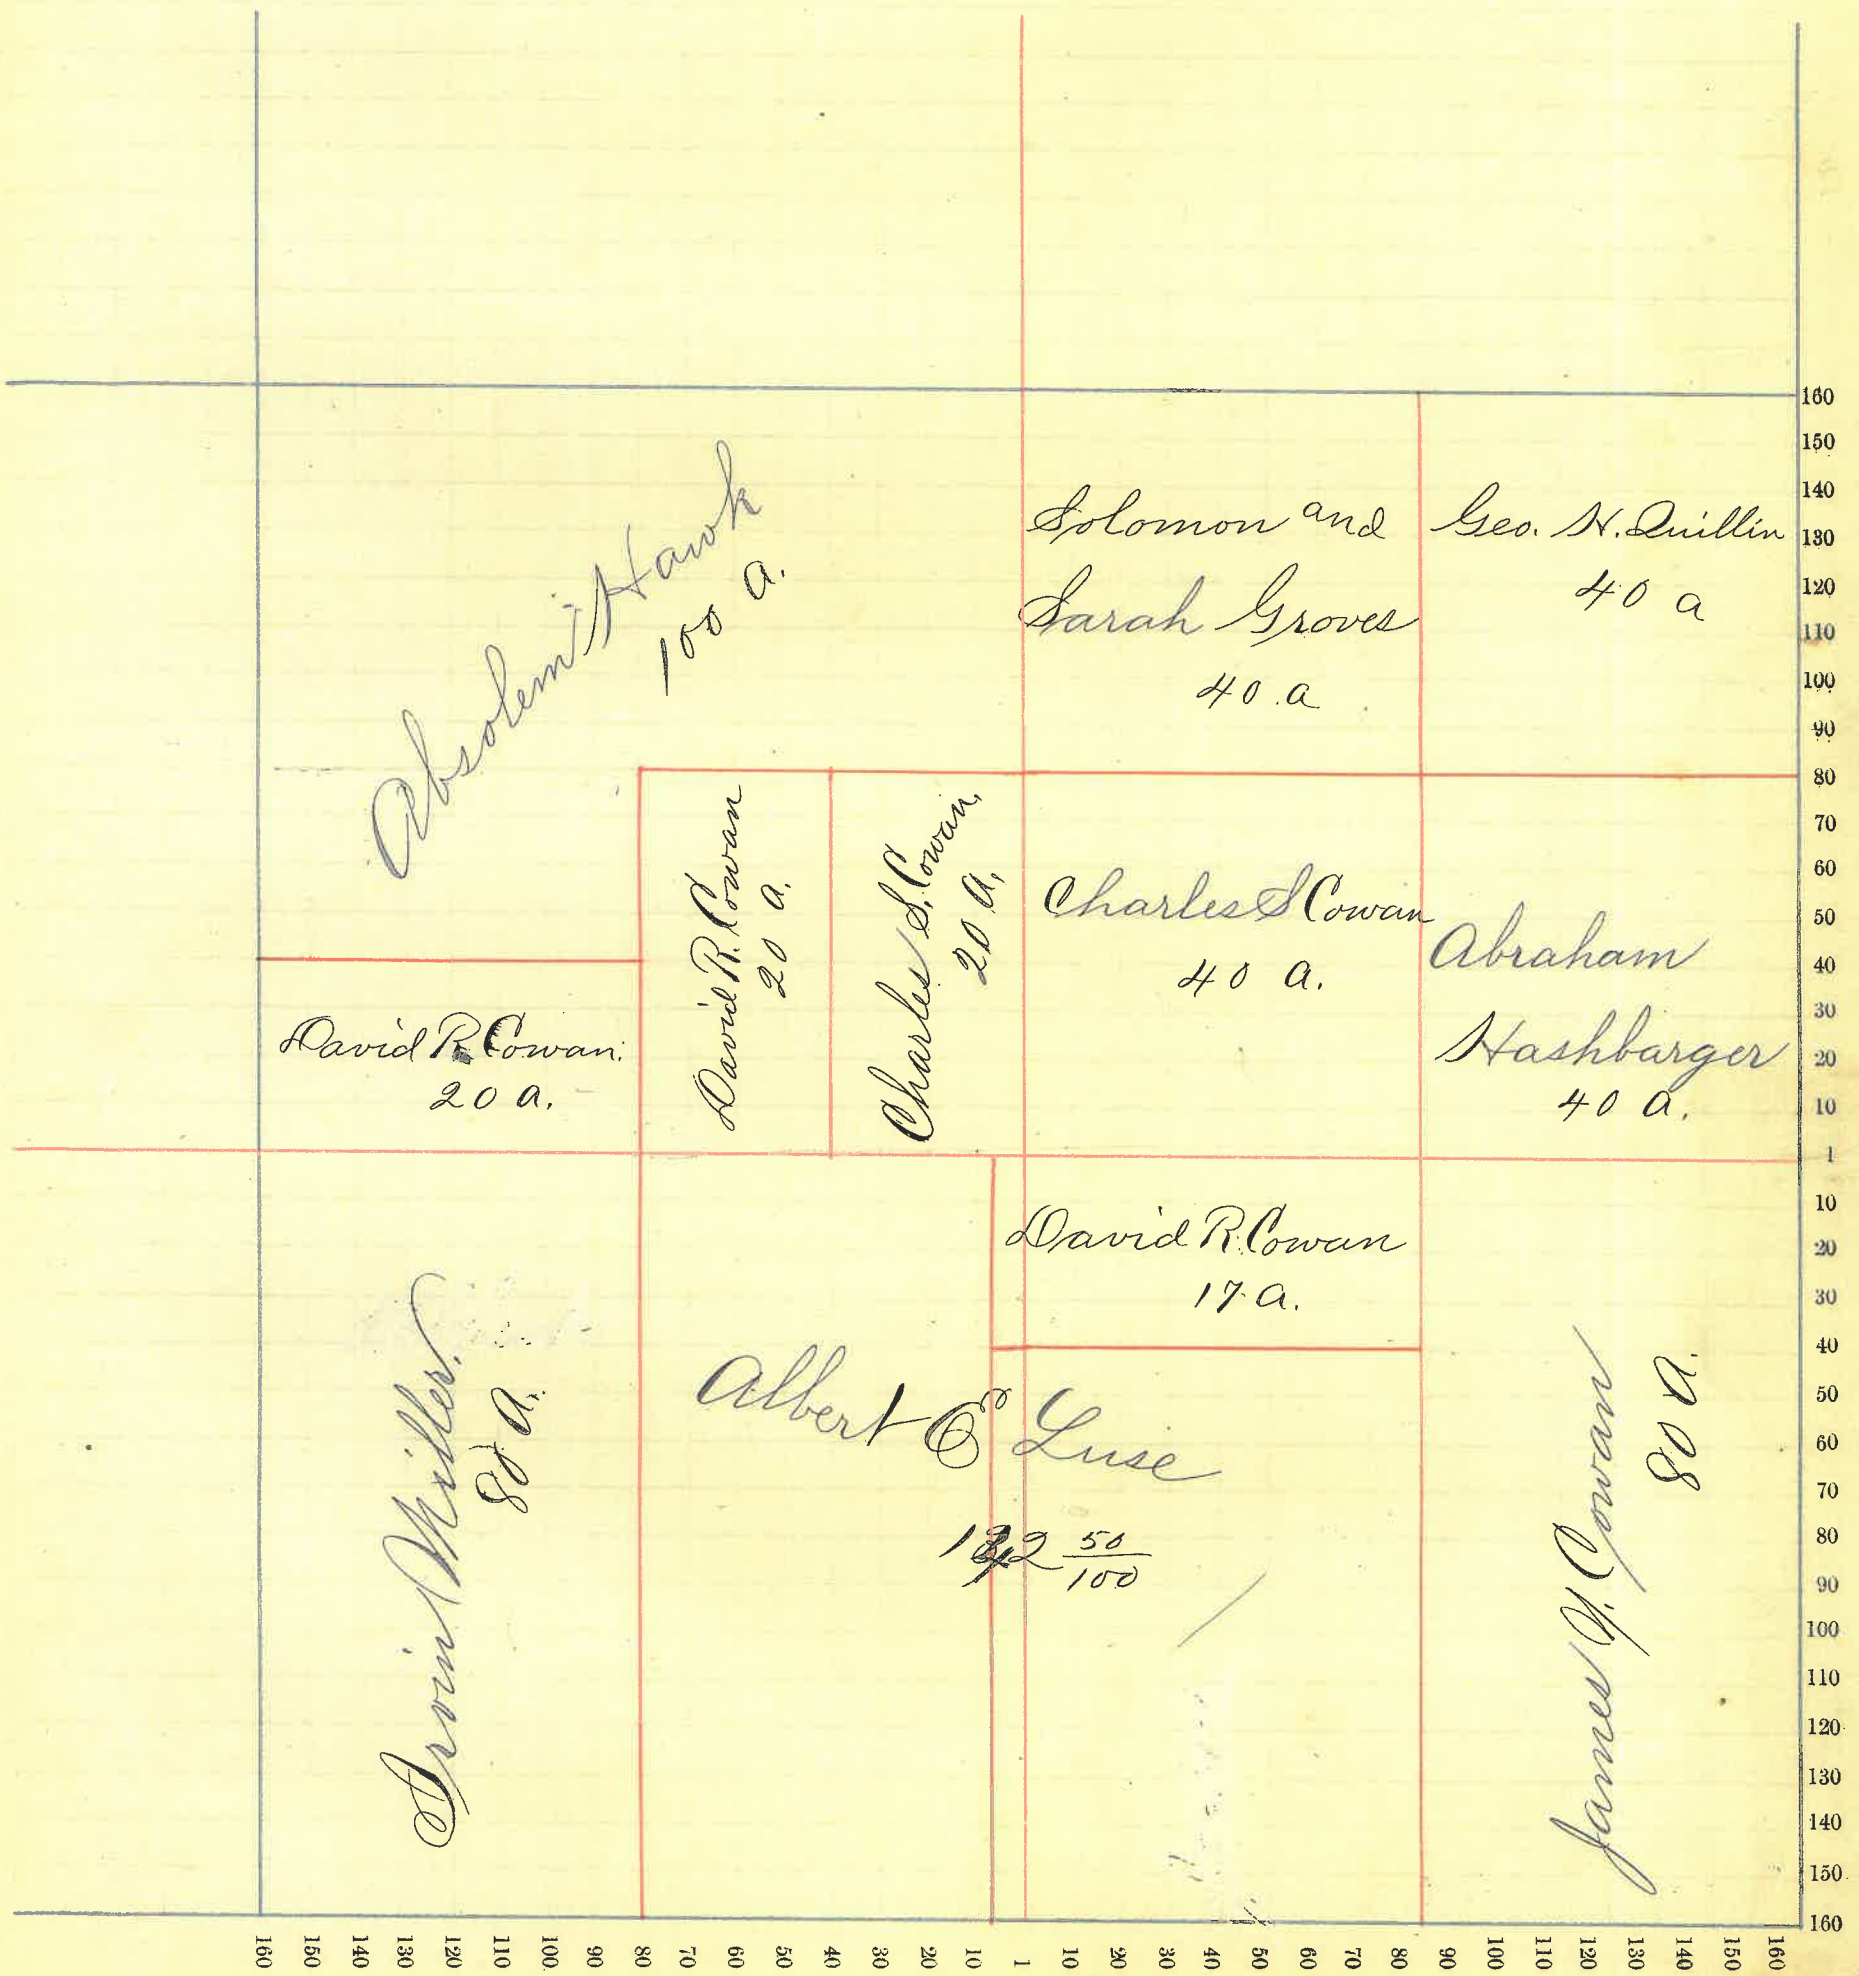 Absolem Hawk
100 a.
Solomon and
Sarah Groves
40 a
Geo. H. Quillin
40 a
David R. Cowan
20 a.
Charles S. Cowan,
20 a,
Charles S Cowan
40 a.
Abraham
Hashbarger
40 a.
David R Cowan.
20 a.
David R. Cowan
17 a.
Irvin Miller.
80 a.
Albert E Luse
50/100
James Y. Cowan
80 a.
160
150
140
130
120
110
100
90
80
70
60
50
40
30
20
10
1
10
20
30
40
50
60
70
80
90
100
110
120
130
140
150
160
160 150 140 130 120 110 100 90 80 70 60 50 40 30 20 10 1 10 20 30 40 50 60 70 80 90 100 110 120 130 140 150 160